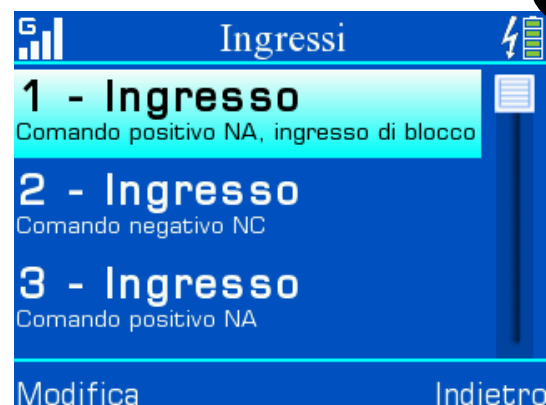 G
Ingressi
1 - Ingresso
Comando positivo NA, ingresso di blocco
2 - Ingresso
Comando negativo NC
3 - Ingresso
Comando positivo NA
Modifica
Indietro